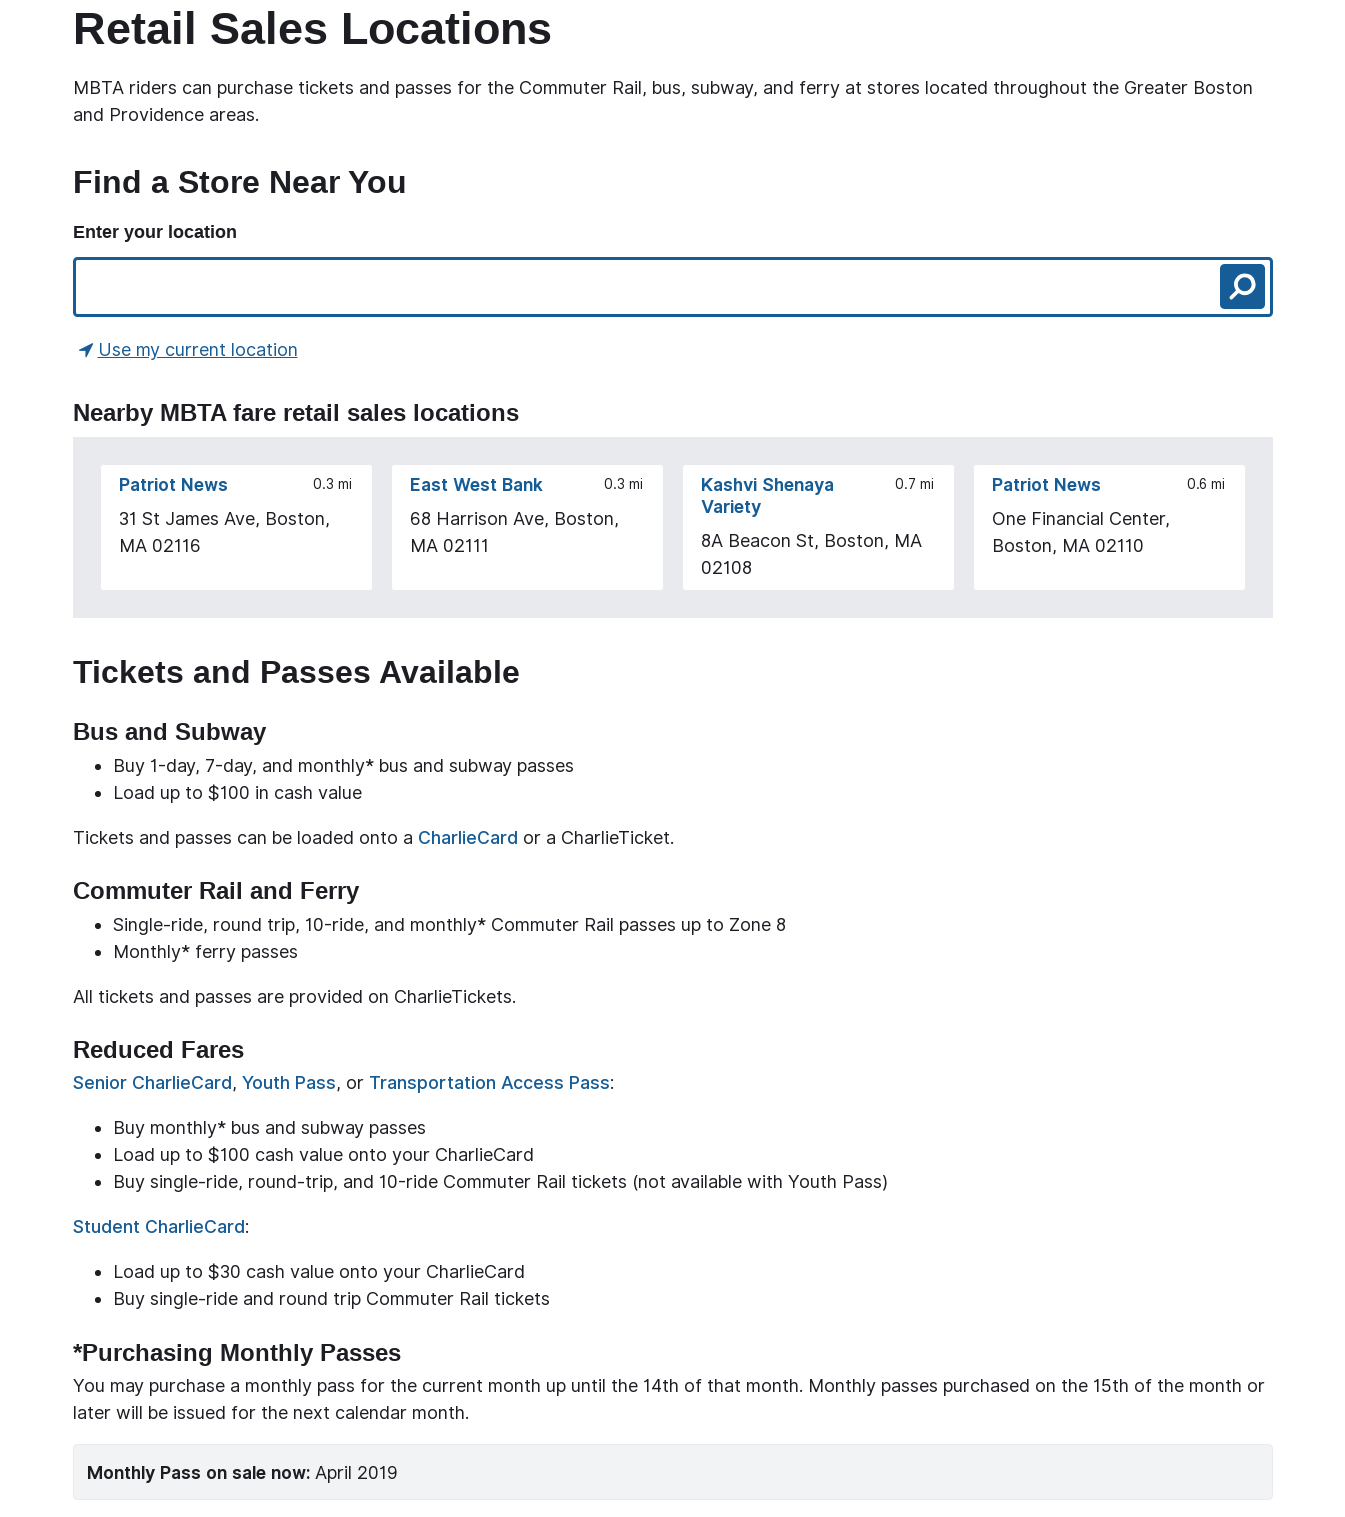 Retail Sales Locations
MBTA riders can purchase tickets and passes for the Commuter Rail, bus, subway, and ferry at stores located throughout the Greater Boston
and Providence areas.
Find a Store Near You
Enter your location
Use my current location
Nearby MBTA fare retail sales locations
Patriot News 0.3 mi
31 St James Ave, Boston,
MA 02116
East West Bank 0.3 mi
68 Harrison Ave, Boston,
MA 02111
Kashvi Shenaya 0.7 mi
Variety
8A Beacon St, Boston, MA
02108
Patriot News 0.6 mi
One Financial Center,
Boston, MA 02110
Tickets and Passes Available
Bus and Subway
• Buy 1-day, 7-day, and monthly* bus and subway passes
• Load up to $100 in cash value
Tickets and passes can be loaded onto a CharlieCard or a CharlieTicket.
Commuter Rail and Ferry
• Single-ride, round trip, 10-ride, and monthly* Commuter Rail passes up to Zone 8
• Monthly* ferry passes
All tickets and passes are provided on CharlieTickets.
Reduced Fares
Senior CharlieCard, Youth Pass, or Transportation Access Pass:
• Buy monthly* bus and subway passes
• Load up to $100 cash value onto your CharlieCard
• Buy single-ride, round-trip, and 10-ride Commuter Rail tickets (not available with Youth Pass)
Student CharlieCard:
• Load up to $30 cash value onto your CharlieCard
• Buy single-ride and round trip Commuter Rail tickets
*Purchasing Monthly Passes
You may purchase a monthly pass for the current month up until the 14th of that month. Monthly passes purchased on the 15th of the month or
later will be issued for the next calendar month.
Monthly Pass on sale now: April 2019